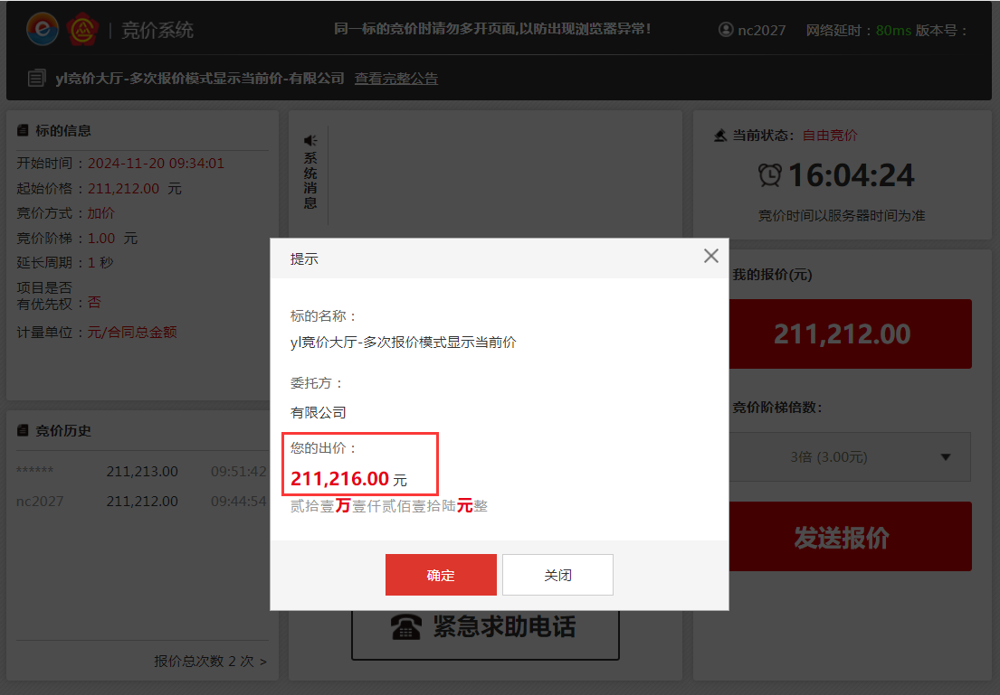 竞价系统
同一标的竞价时请勿多开页面,以防出现浏览器异常!
nc2027
网络延时：80ms 版本号：
yl竞价大厅-多次报价模式显示当前价-有限公司 查看完整公告
标的信息
开始时间：2024-11-20 09:34:01
起始价格：211,212.00 元
竞价方式：加价
竞价阶梯：1.00 元
延长周期：1 秒
项目是否
有优先权：否
计量单位：元/合同总金额
系统消息
当前状态：自由竞价
16:04:24
竞价时间以服务器时间为准
提示
标的名称：
yl竞价大厅-多次报价模式显示当前价
委托方：
有限公司
您的出价：
211,216.00 元
贰拾壹万壹仟贰佰壹拾陆元整
确定
关闭
我的报价(元)
211,212.00
竞价阶梯倍数：
3倍 (3.00元)
发送报价
竞价历史
****** 211,213.00 09:51:42
nc2027 211,212.00 09:44:54
报价总次数 2 次 >
紧急求助电话